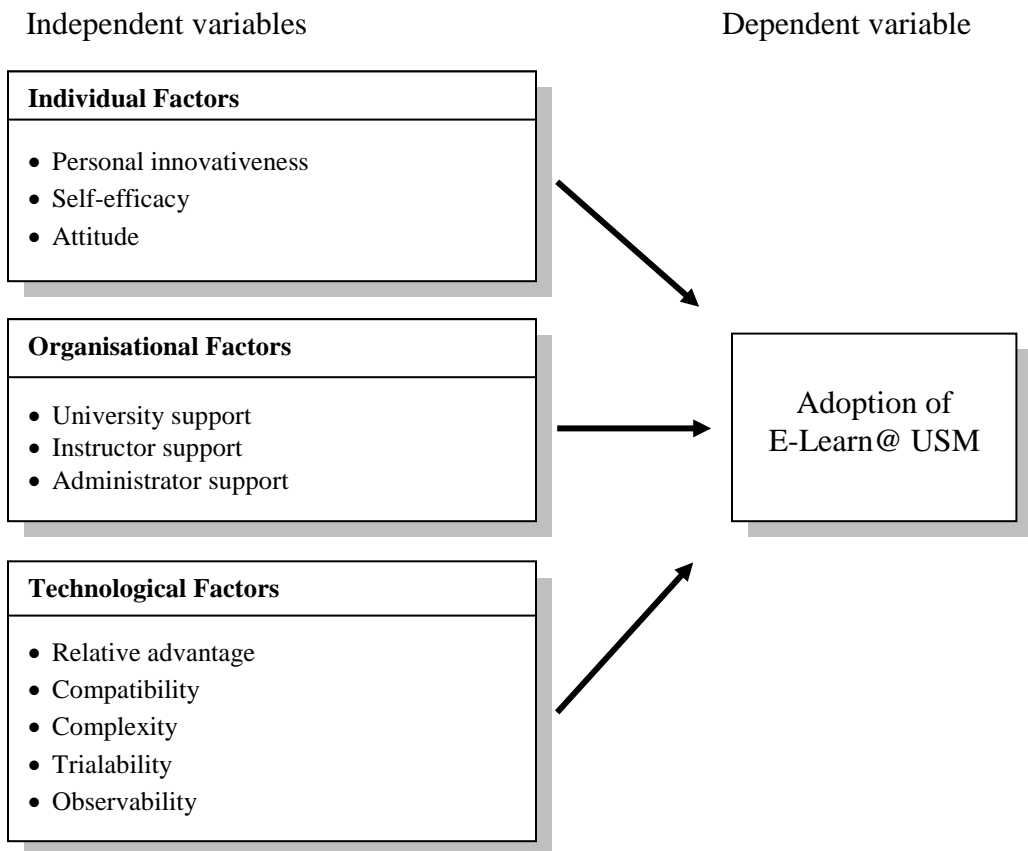 Independent variables
Dependent variable
Individual Factors
• Personal innovativeness
• Self-efficacy
• Attitude
Organisational Factors
• University support
• Instructor support
• Administrator support
Technological Factors
• Relative advantage
• Compatibility
• Complexity
• Trialability
• Observability
Adoption of
E-Learn@ USM